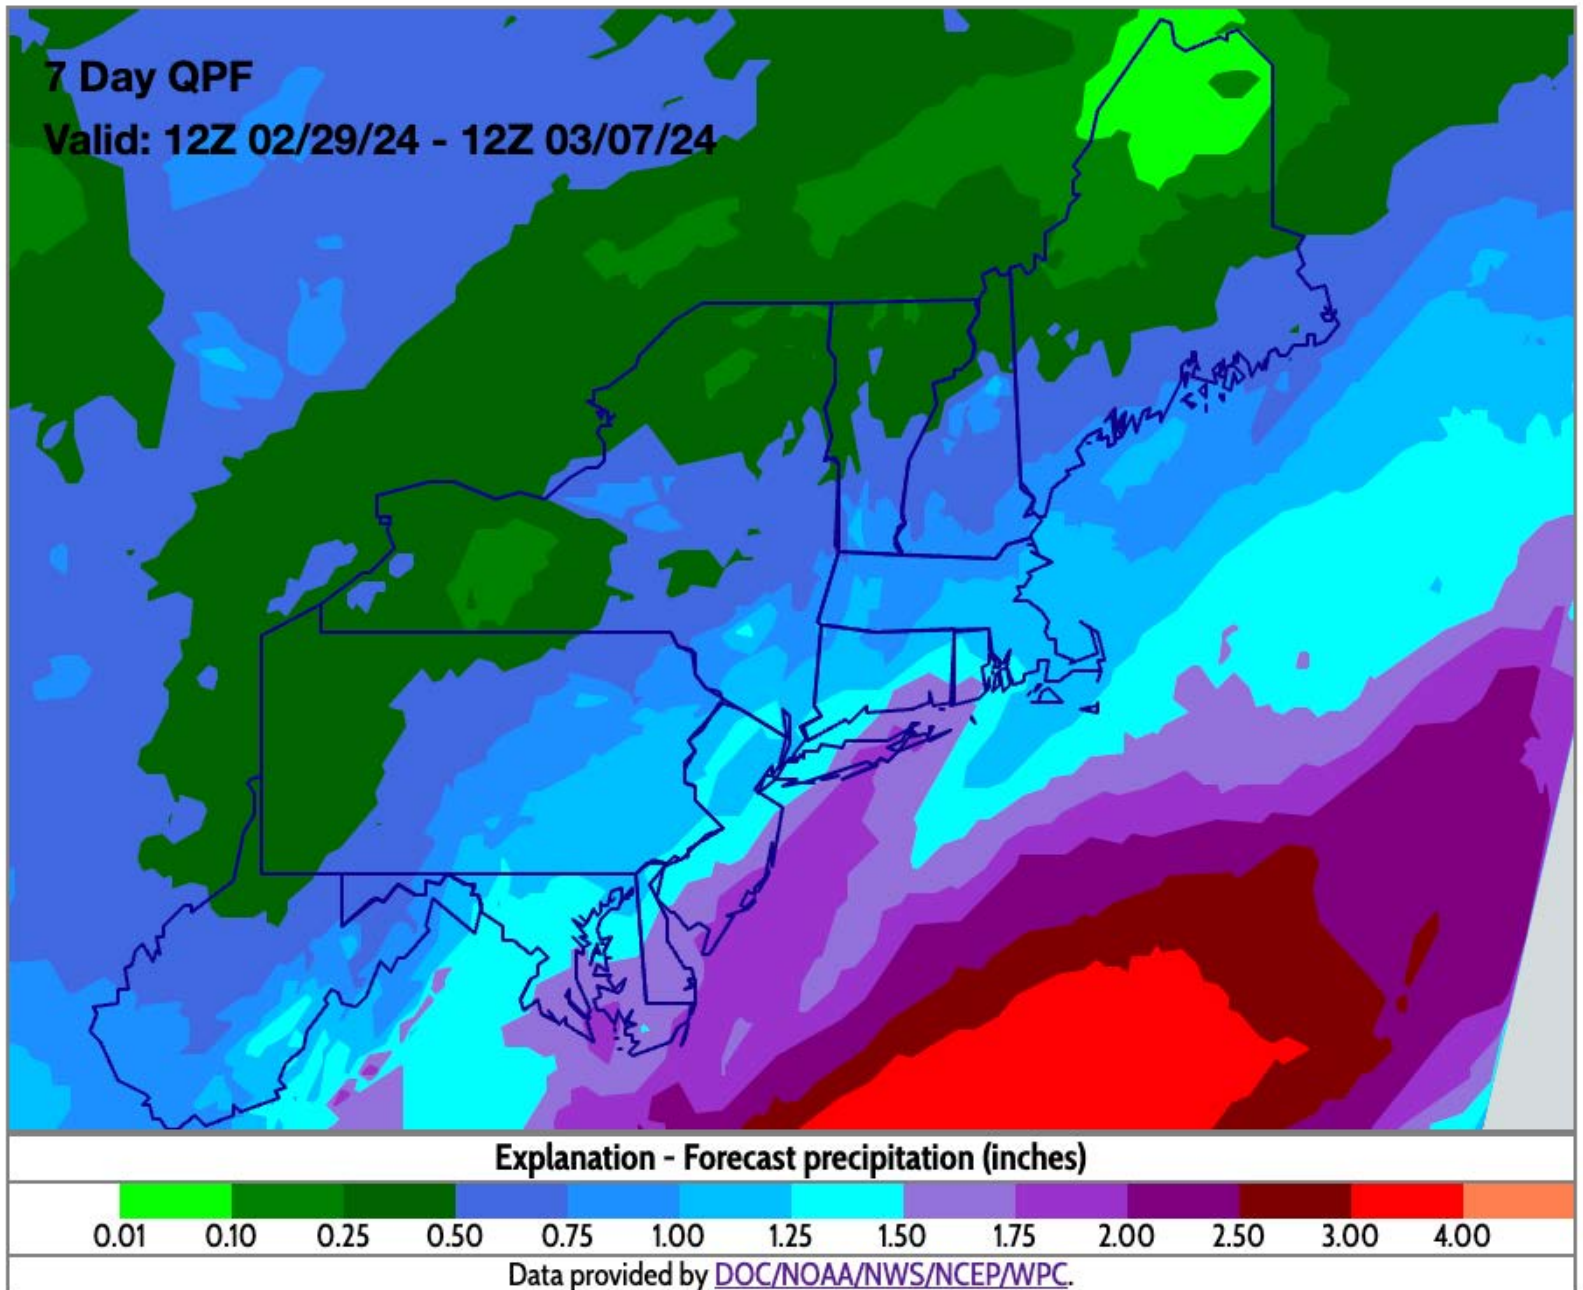 7 Day QPF
Valid: 12Z 02/29/24 - 12Z 03/07/24
Explanation - Forecast precipitation (inches)
0.01 0.10 0.25 0.50 0.75 1.00 1.25 1.50 1.75 2.00 2.50 3.00 4.00
Data provided by DOC/NOAA/NWS/NCEP/WPC.